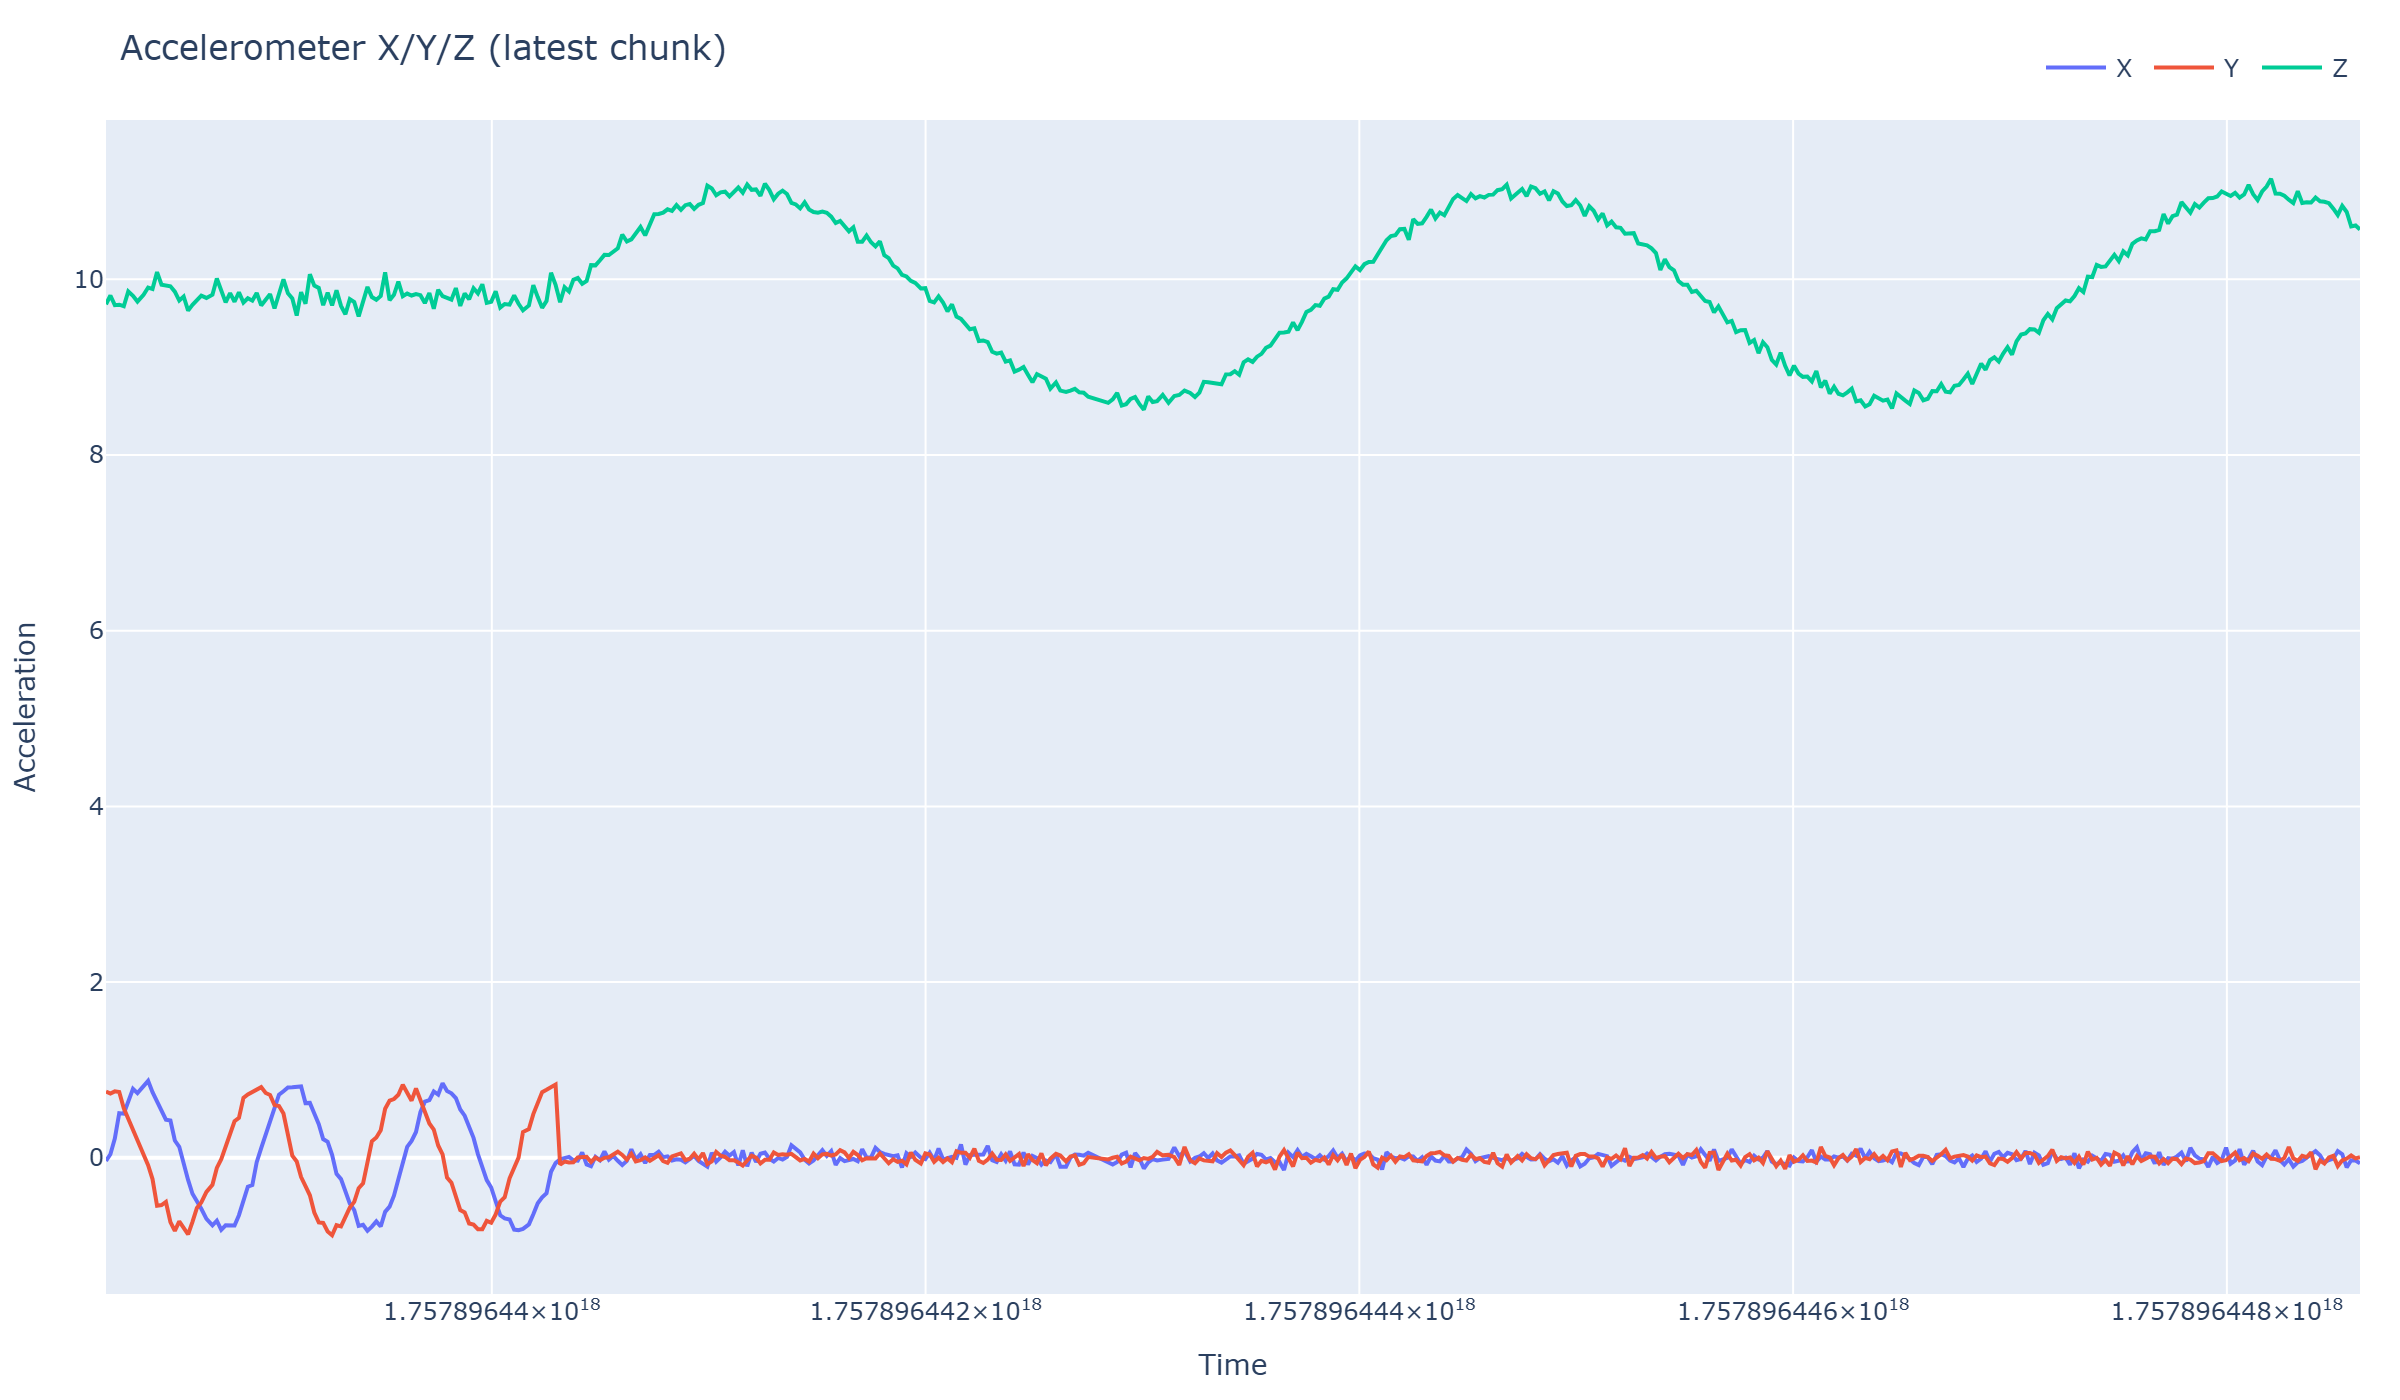 Accelerometer X/Y/Z (latest chunk)
X Y Z
10
8
6
4
2
0
Acceleration
1.75789644×10¹⁸ 1.757896442×10¹⁸ 1.757896444×10¹⁸ 1.757896446×10¹⁸ 1.757896448×10¹⁸
Time